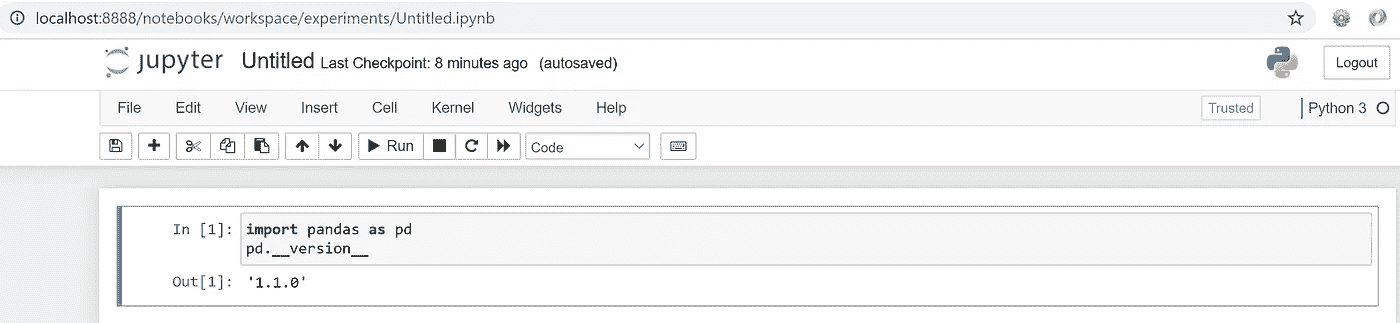 localhost:8888/notebooks/workspace/experiments/Untitled.ipynb
jupyter Untitled Last Checkpoint: 8 minutes ago (autosaved)
Logout
File Edit View Insert Cell Kernel Widgets Help Trusted Python 3
Run Code
In [1]: import pandas as pd
pd.__version__
Out[1]: '1.1.0'